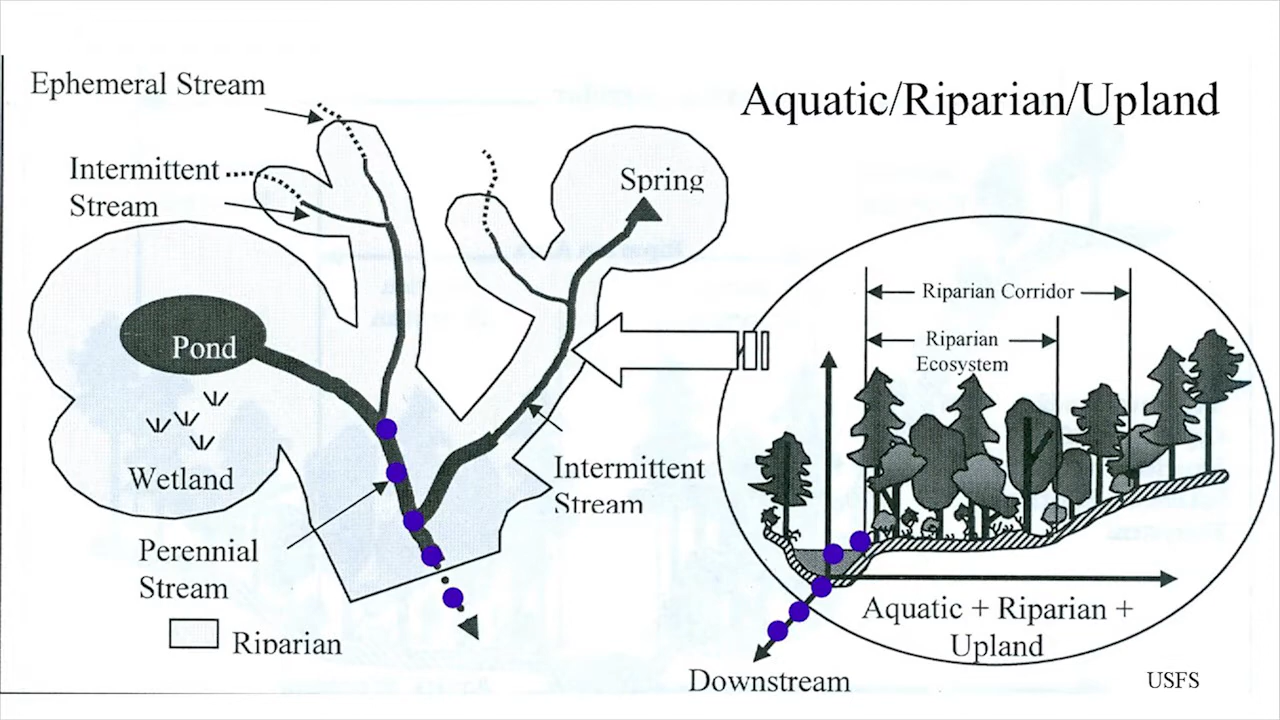 Aquatic/Riparian/Upland
Ephemeral Stream
Intermittent
Stream
Spring
Pond
Wetland
Perennial
Stream
Intermittent
Stream
Riparian
Riparian Corridor
Riparian
Ecosystem
Aquatic + Riparian +
Upland
Downstream
USFS